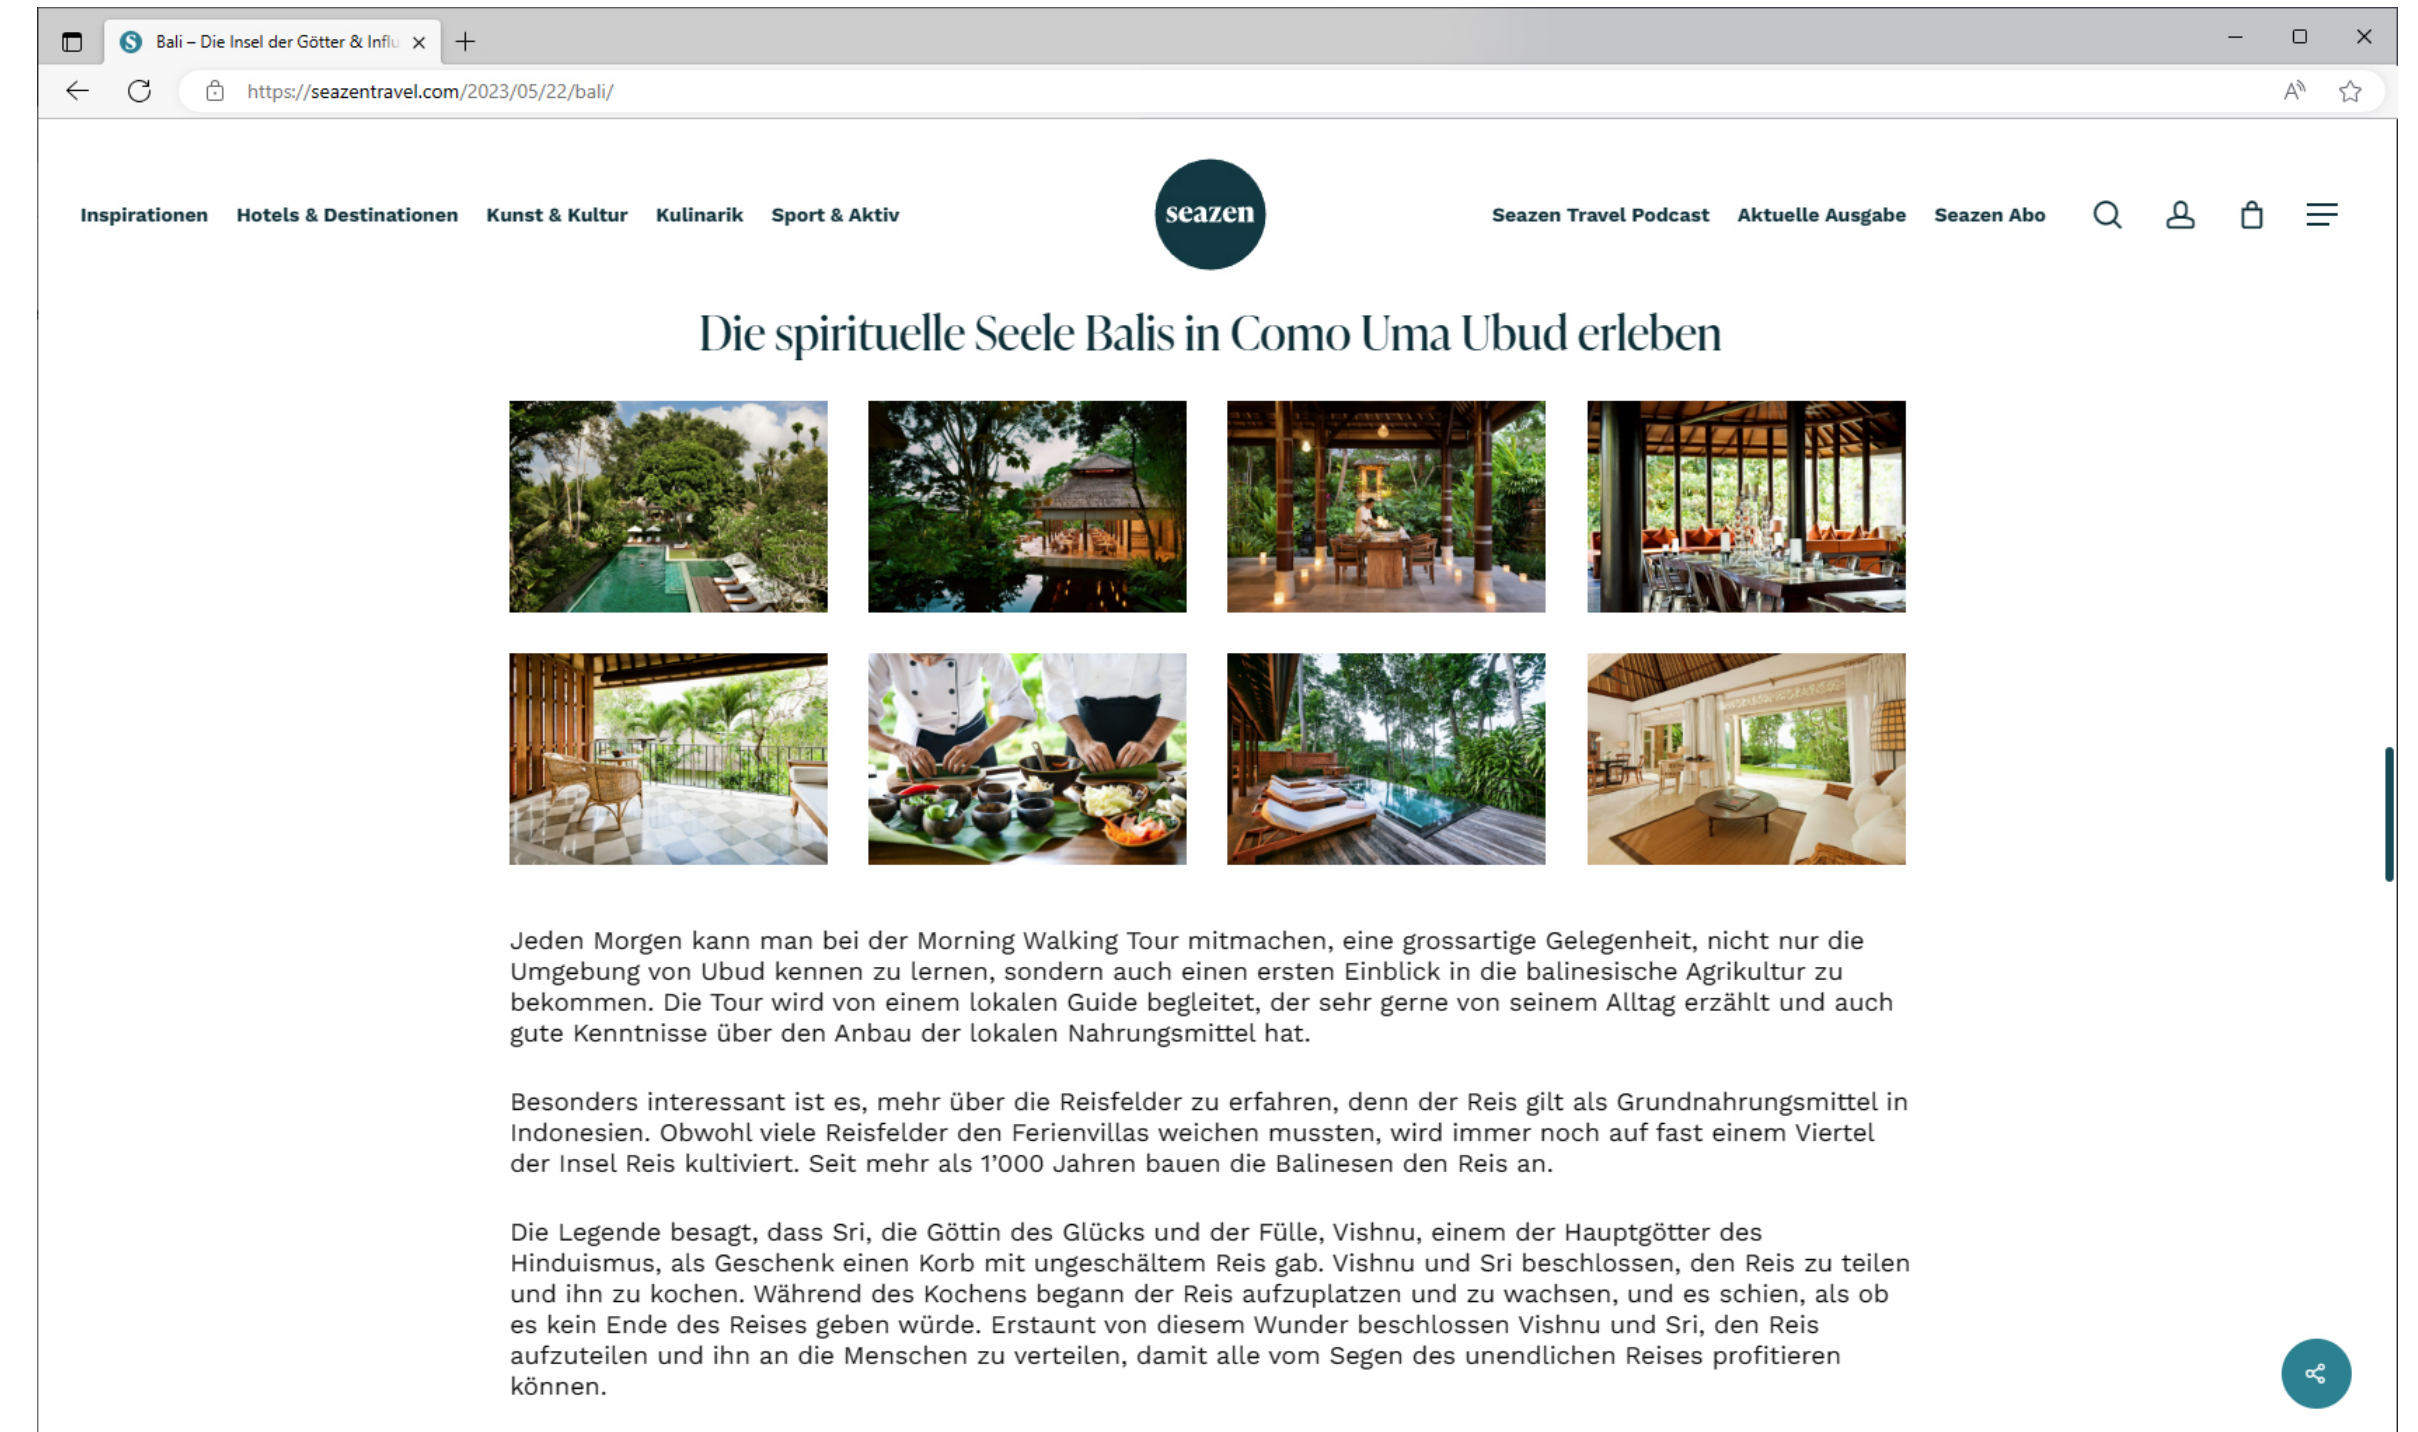 Bali – Die Insel der Götter & Influ
https://seazentravel.com/2023/05/22/bali/
Inspirationen Hotels & Destinationen Kunst & Kultur Kulinarik Sport & Aktiv seazen Seazen Travel Podcast Aktuelle Ausgabe Seazen Abo
Die spirituelle Seele Balis in Como Uma Ubud erleben
Jeden Morgen kann man bei der Morning Walking Tour mitmachen, eine grossartige Gelegenheit, nicht nur die
Umgebung von Ubud kennen zu lernen, sondern auch einen ersten Einblick in die balinesische Agrikultur zu
bekommen. Die Tour wird von einem lokalen Guide begleitet, der sehr gerne von seinem Alltag erzählt und auch
gute Kenntnisse über den Anbau der lokalen Nahrungsmittel hat.
Besonders interessant ist es, mehr über die Reisfelder zu erfahren, denn der Reis gilt als Grundnahrungsmittel in
Indonesien. Obwohl viele Reisfelder den Ferienvillas weichen mussten, wird immer noch auf fast einem Viertel
der Insel Reis kultiviert. Seit mehr als 1’000 Jahren bauen die Balinesen den Reis an.
Die Legende besagt, dass Sri, die Göttin des Glücks und der Fülle, Vishnu, einem der Hauptgötter des
Hinduismus, als Geschenk einen Korb mit ungeschältem Reis gab. Vishnu und Sri beschlossen, den Reis zu teilen
und ihn zu kochen. Während des Kochens begann der Reis aufzuplatzen und zu wachsen, und es schien, als ob
es kein Ende des Reises geben würde. Erstaunt von diesem Wunder beschlossen Vishnu und Sri, den Reis
aufzuteilen und ihn an die Menschen zu verteilen, damit alle vom Segen des unendlichen Reises profitieren
können.